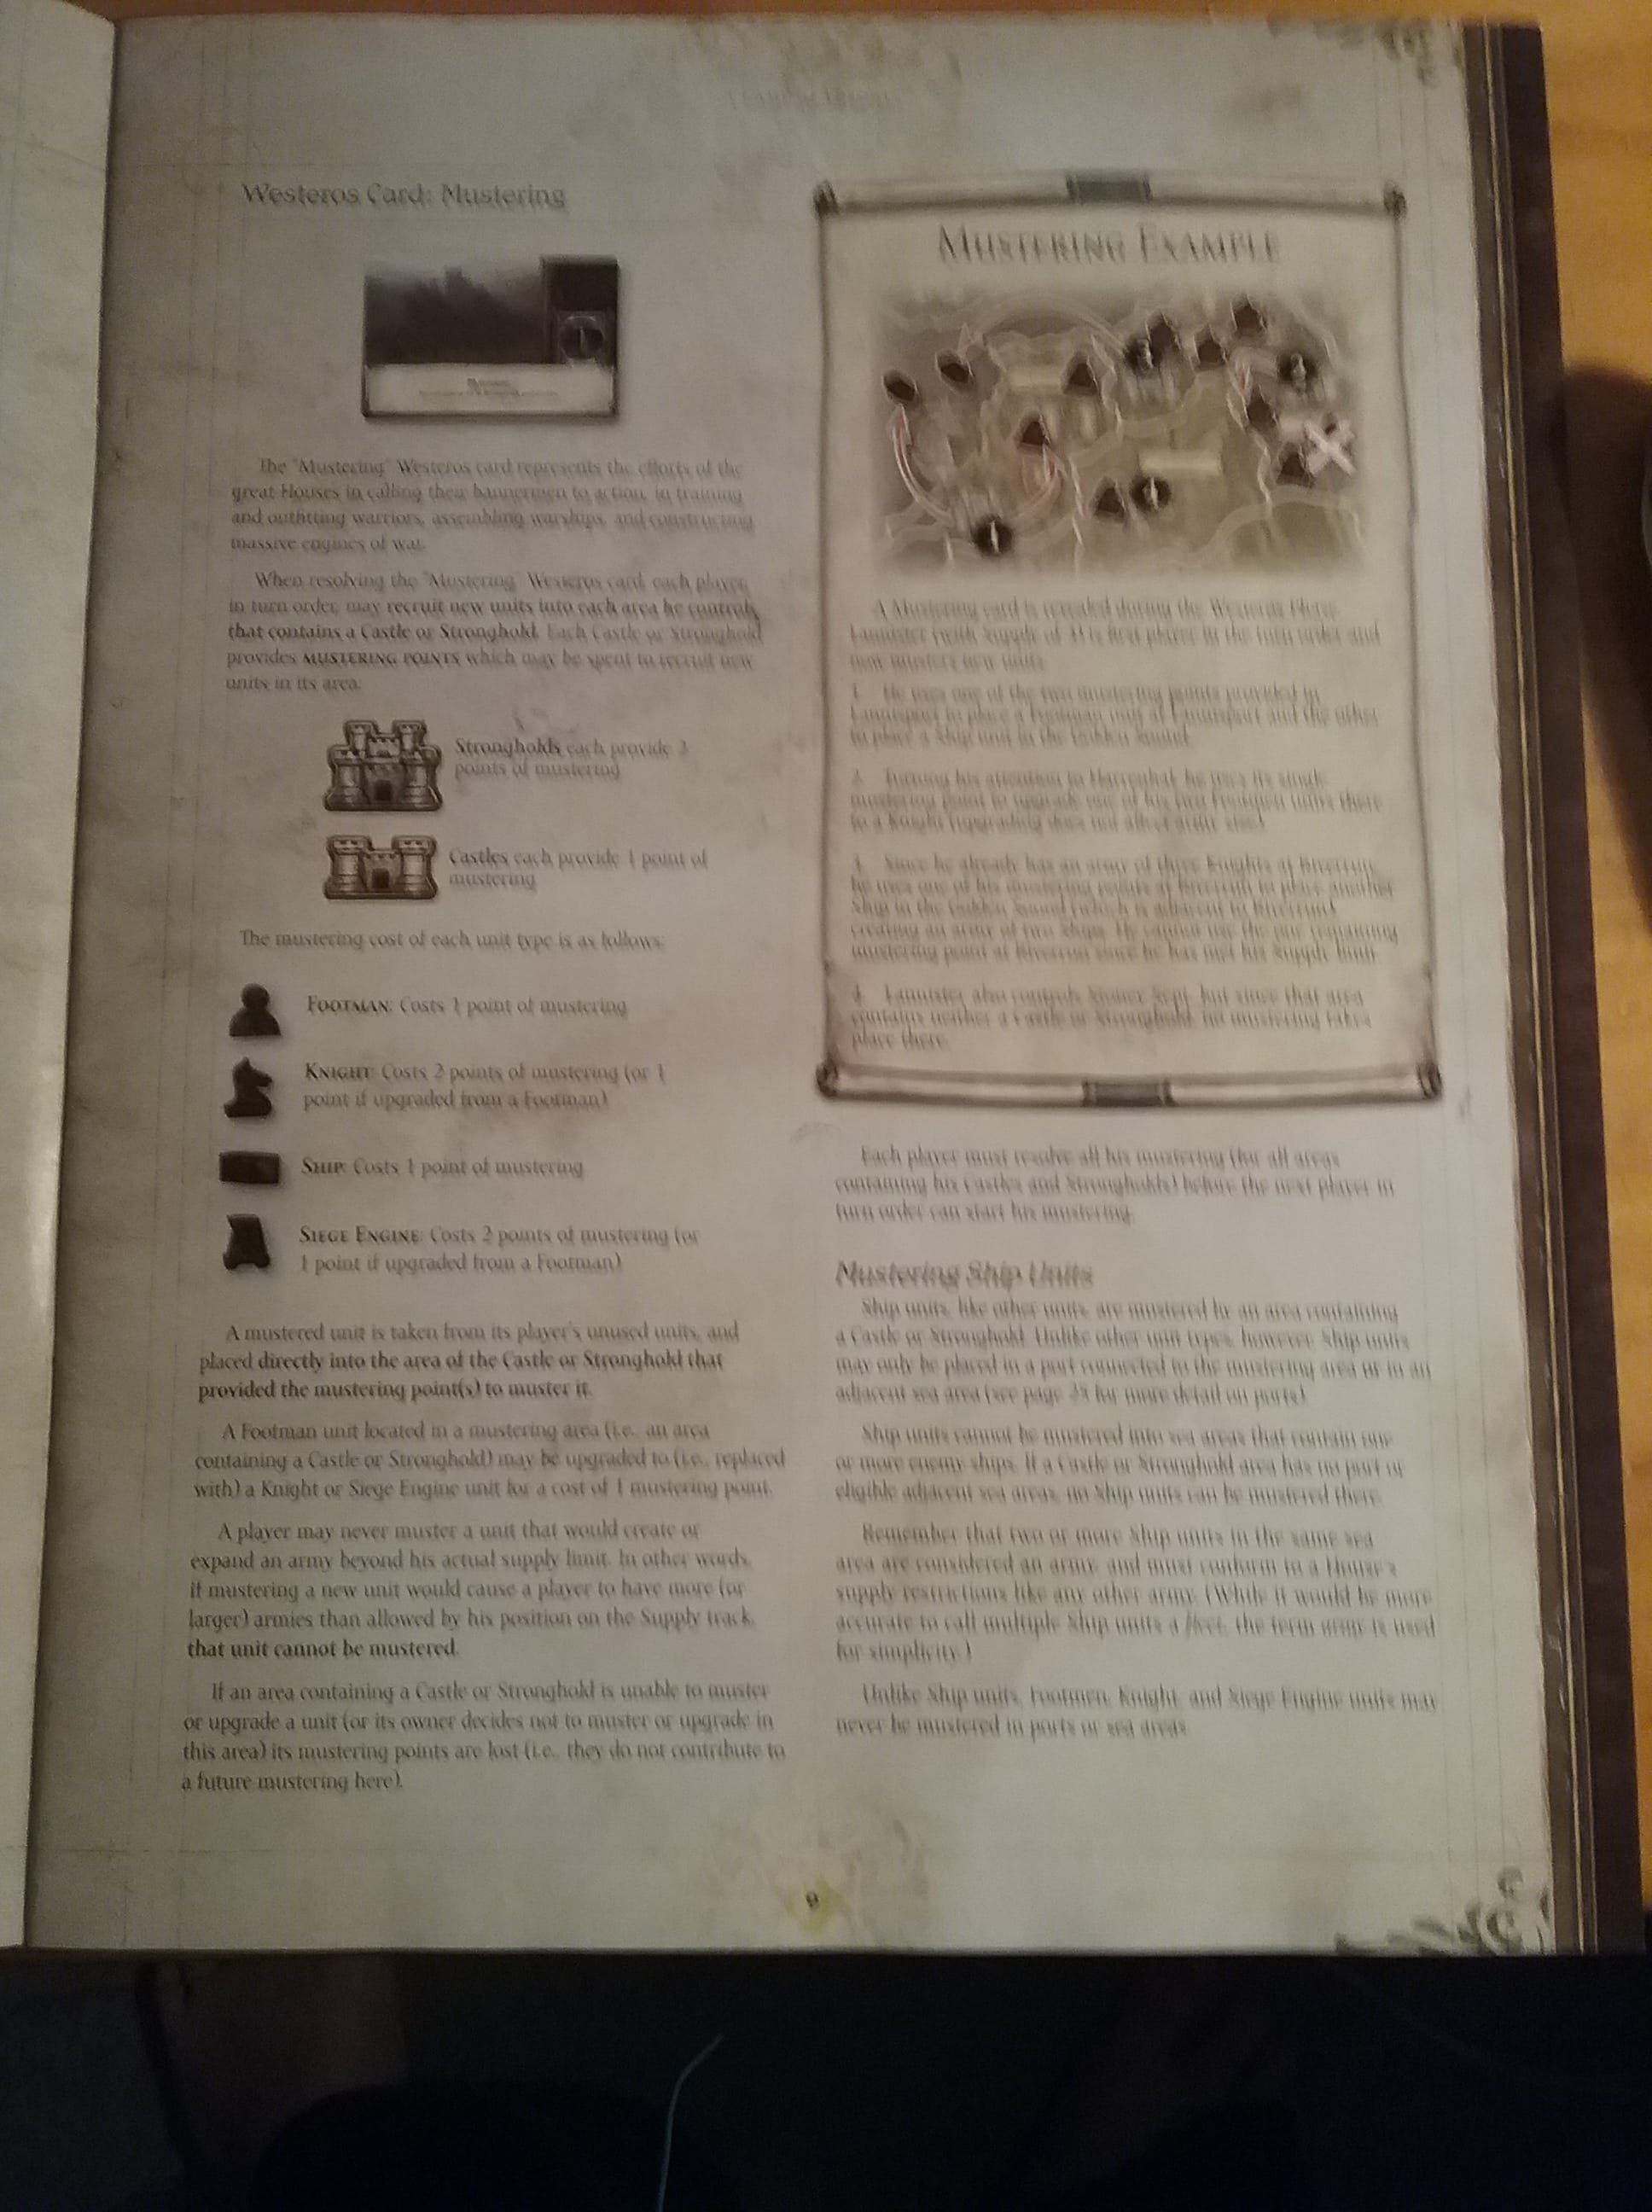 Westeros Card: Mustering
The "Mustering" Westeros card represents the efforts of the
great Houses in calling their bannermen to action, in training
and outfitting warriors, assembling warships, and constructing
massive engines of war.
When resolving the "Mustering" Westeros card, each player,
in turn order, may recruit new units into each area he controls
that contains a Castle or Stronghold. Each Castle or Stronghold
provides MUSTERING POINTS which may be spent to recruit new
units in its area:
Strongholds each provide 2
points of mustering
Castles each provide 1 point of
mustering
The mustering cost of each unit type is as follows:
FOOTMAN: Costs 1 point of mustering
KNIGHT: Costs 2 points of mustering (or 1
point if upgraded from a Footman)
SHIP: Costs 1 point of mustering
SIEGE ENGINE: Costs 2 points of mustering (or
1 point if upgraded from a Footman)
A mustered unit is taken from its player's unused units, and
placed directly into the area of the Castle or Stronghold that
provided the mustering point(s) to muster it.
A Footman unit located in a mustering area (i.e., an area
containing a Castle or Stronghold) may be upgraded to (i.e., replaced
with) a Knight or Siege Engine unit for a cost of 1 mustering point.
A player may never muster a unit that would create or
expand an army beyond his actual supply limit. In other words,
if mustering a new unit would cause a player to have more (or
larger) armies than allowed by his position on the Supply track,
that unit cannot be mustered.
If an area containing a Castle or Stronghold is unable to muster
or upgrade a unit (or its owner decides not to muster or upgrade in
this area) its mustering points are lost (i.e., they do not contribute to
a future mustering here).
MUSTERING EXAMPLE
A Mustering card is revealed during the Westeros Phase.
Lannister (with Supply of is first player in the turn order and
may musters new units.
1. He uses one of the two mustering points provided in
Lannisport to place a Footman unit at Lannisport and the other
to place a Ship unit in the Golden Sound.
2. Turning his attention to Harrenhal, he uses its single
mustering point to upgrade one of his two Footmen units there
to a Knight (upgrading does not affect army size).
3. Since he already has an army of three Knights at Riverrun,
he uses one of his mustering points at Riverrun to place another
Ship in the Golden Sound (which is adjacent to Riverrun),
creating an army of two Ships. He cannot use the one remaining
mustering point at Riverrun since he has met his Supply limit.
4. Lannister also controls Stoney Sept, but since that area
contains neither a Castle or Stronghold, no mustering takes
place there.
Each player must resolve all his mustering (for all areas
containing his Castles and Strongholds) before the next player in
turn order can start his mustering.
Mustering Ship Units
Ship units, like other units, are mustered by an area containing
a Castle or Stronghold. Unlike other unit types, however, Ship units
may only be placed in a port connected to the mustering area or in an
adjacent sea area (see page 25 for more detail on ports).
Ship units cannot be mustered into sea areas that contain one
or more enemy ships. If a Castle or Stronghold area has no port or
eligible adjacent sea areas, no Ship units can be mustered there.
Remember that two or more Ship units in the same sea
area are considered an army, and must conform to a House's
supply restrictions like any other army. (While it would be more
accurate to call multiple Ship units a fleet, the term army is used
for simplicity.)
Unlike Ship units, Footmen, Knight, and Siege Engine units may
never be mustered in ports or sea areas.
9